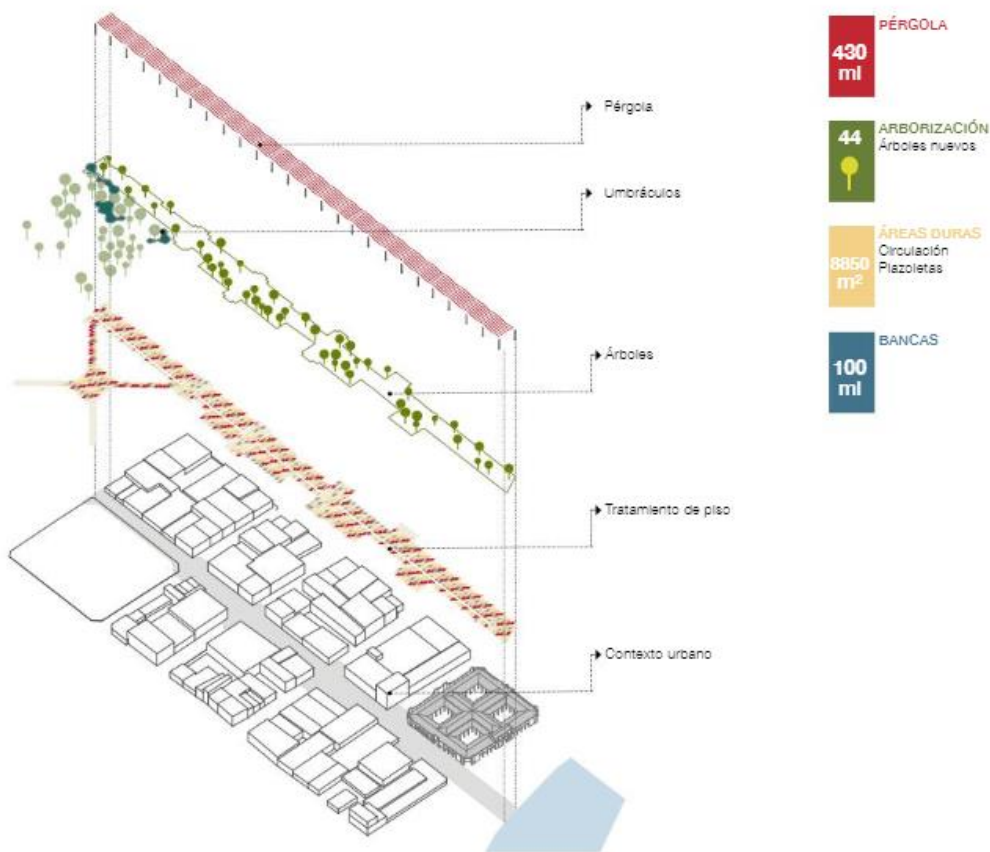 Pérgola
Umbráculos
Árboles
Tratamiento de piso
Contexto urbano
430
ml
PÉRGOLA
44
ARBORIZACIÓN
Árboles nuevos
8850
m²
ÁREAS DURAS
Circulación
Plazoletas
100
ml
BANCAS